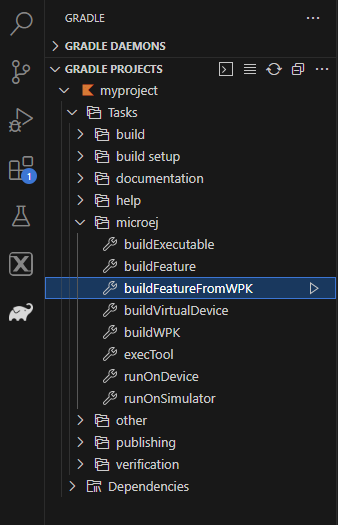 GRADLE
GRADLE DAEMONS
GRADLE PROJECTS
myproject
Tasks
build
build setup
documentation
help
microej
buildExecutable
buildFeature
buildFeatureFromWPK
buildVirtualDevice
buildWPK
execTool
runOnDevice
runOnSimulator
other
publishing
verification
Dependencies
1